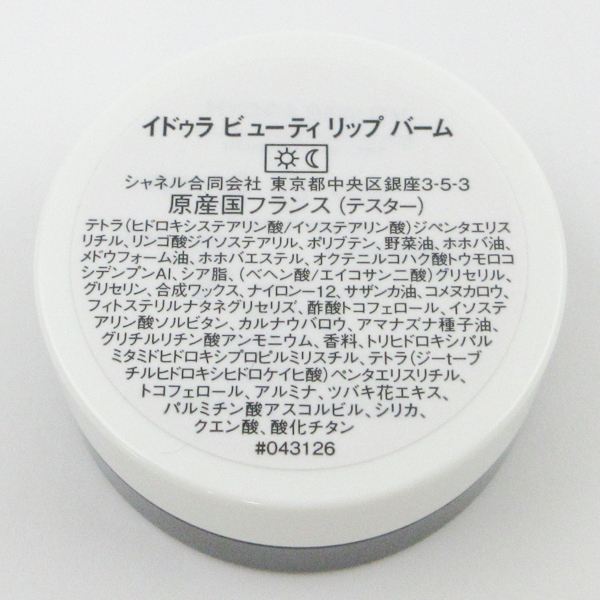 イドゥラ ビューティ リップ バーム
シャネル合同会社 東京都中央区銀座3-5-3
原産国フランス (テスター)
テトラ(ヒドロキシステアリン酸/イソステアリン酸)ジペンタエリス
リチル、リンゴ酸ジイソステアリル、ポリブテン、野菜油、ホホバ油、
メドウフォーム油、ホホバエステル、オクテニルコハク酸トウモロコ
シデンプンAl、シア脂、(ベヘン酸/エイコサン二酸)グリセリル、
グリセリン、合成ワックス、ナイロン-12、サザンカ油、コメヌカロウ、
フィトステリルナタネグリセリズ、酢酸トコフェロール、イソステ
アリン酸ソルビタン、カルナウバロウ、アマナズナ種子油、
グリチルリチン酸アンモニウム、香料、トリヒドロキシパル
ミタミドヒドロキシプロピルミリスチル、テトラ(ジ-t-ブ
チルヒドロキシヒドロケイヒ酸)ペンタエリスリチル、
トコフェロール、アルミナ、ツバキ花エキス、
パルミチン酸アスコルビル、シリカ、
クエン酸、酸化チタン
#043126